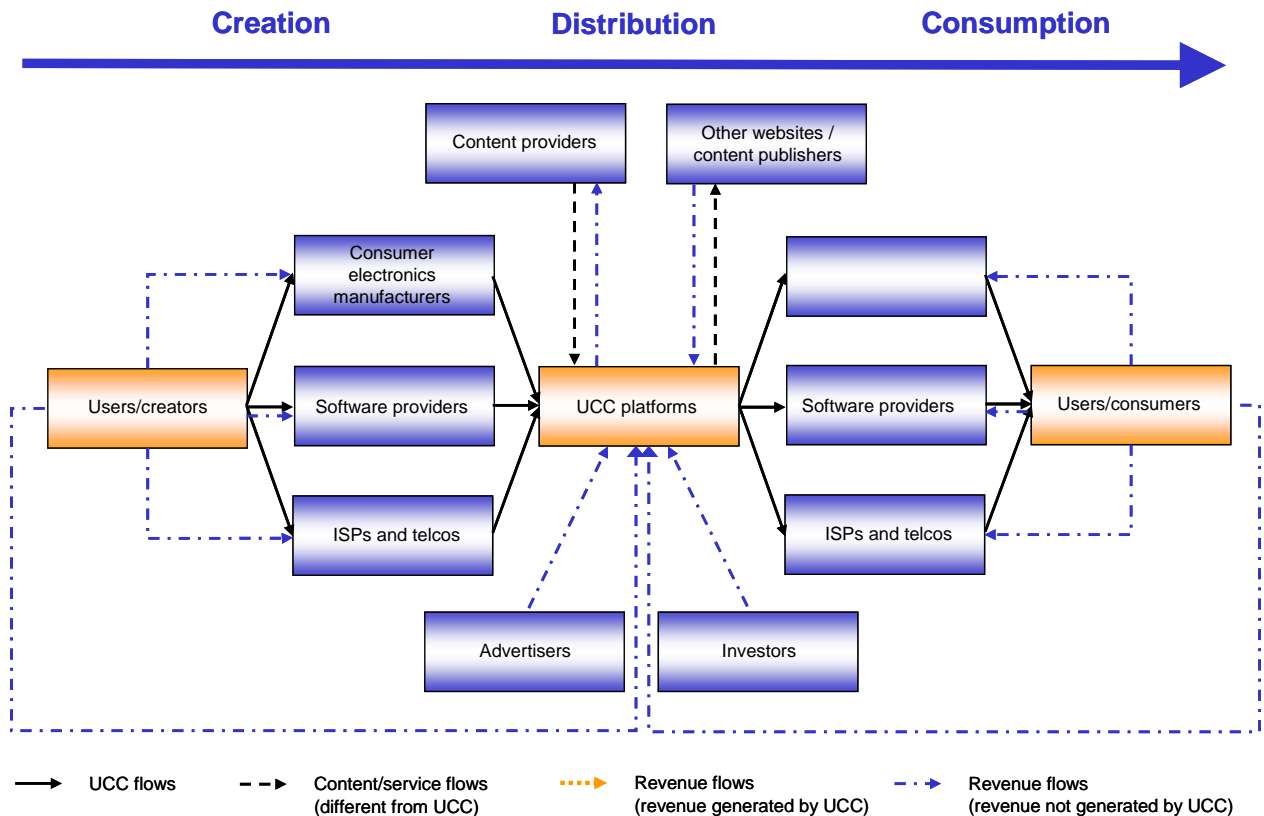 Creation
Distribution
Consumption
Content providers
Other websites /
content publishers
Consumer
electronics
manufacturers
Users/creators
Software providers
UCC platforms
Software providers
Users/consumers
ISPs and telcos
ISPs and telcos
Advertisers
Investors
UCC flows
Content/service flows
(different from UCC)
Revenue flows
(revenue generated by UCC)
Revenue flows
(revenue not generated by UCC)